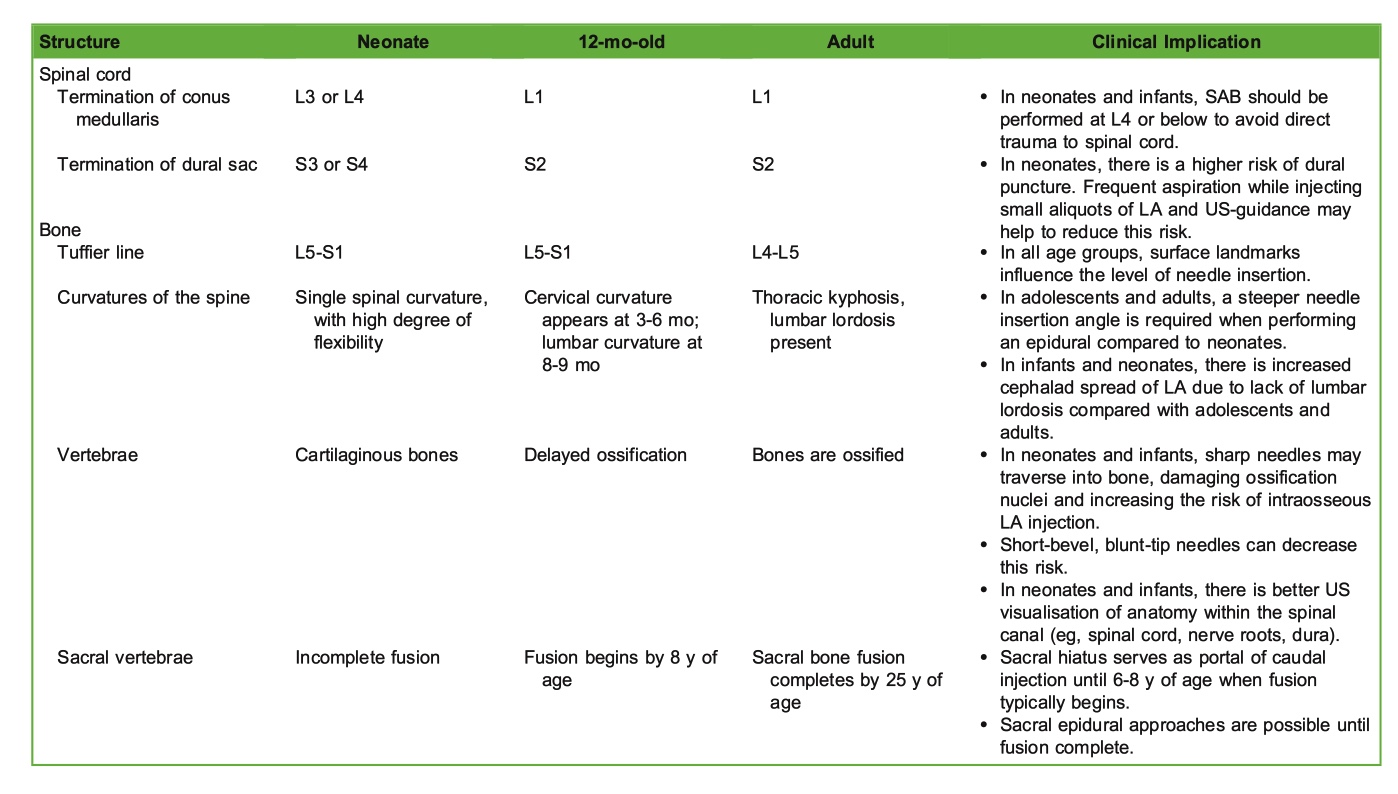 Structure Neonate 12-mo-old Adult Clinical Implication
Spinal cord
Termination of conus
medullaris
L3 or L4
L1
L1
• In neonates and infants, SAB should be
performed at L4 or below to avoid direct
trauma to spinal cord.
Termination of dural sac
S3 or S4
S2
S2
• In neonates, there is a higher risk of dural
puncture. Frequent aspiration while injecting
small aliquots of LA and US-guidance may
help to reduce this risk.
Bone
Tuffier line
L5-S1
L5-S1
L4-L5
• In all age groups, surface landmarks
influence the level of needle insertion.
Curvatures of the spine
Single spinal curvature,
with high degree of
flexibility
Cervical curvature
appears at 3-6 mo;
lumbar curvature at
8-9 mo
Thoracic kyphosis,
lumbar lordosis
present
• In adolescents and adults, a steeper needle
insertion angle is required when performing
an epidural compared to neonates.
• In infants and neonates, there is increased
cephalad spread of LA due to lack of lumbar
lordosis compared with adolescents and
adults.
Vertebrae
Cartilaginous bones
Delayed ossification
Bones are ossified
• In neonates and infants, sharp needles may
traverse into bone, damaging ossification
nuclei and increasing the risk of intraosseous
LA injection.
• Short-bevel, blunt-tip needles can decrease
this risk.
• In neonates and infants, there is better US
visualisation of anatomy within the spinal
canal (eg, spinal cord, nerve roots, dura).
Sacral vertebrae
Incomplete fusion
Fusion begins by 8 y of
age
Sacral bone fusion
completes by 25 y of
age
• Sacral hiatus serves as portal of caudal
injection until 6-8 y of age when fusion
typically begins.
• Sacral epidural approaches are possible until
fusion complete.